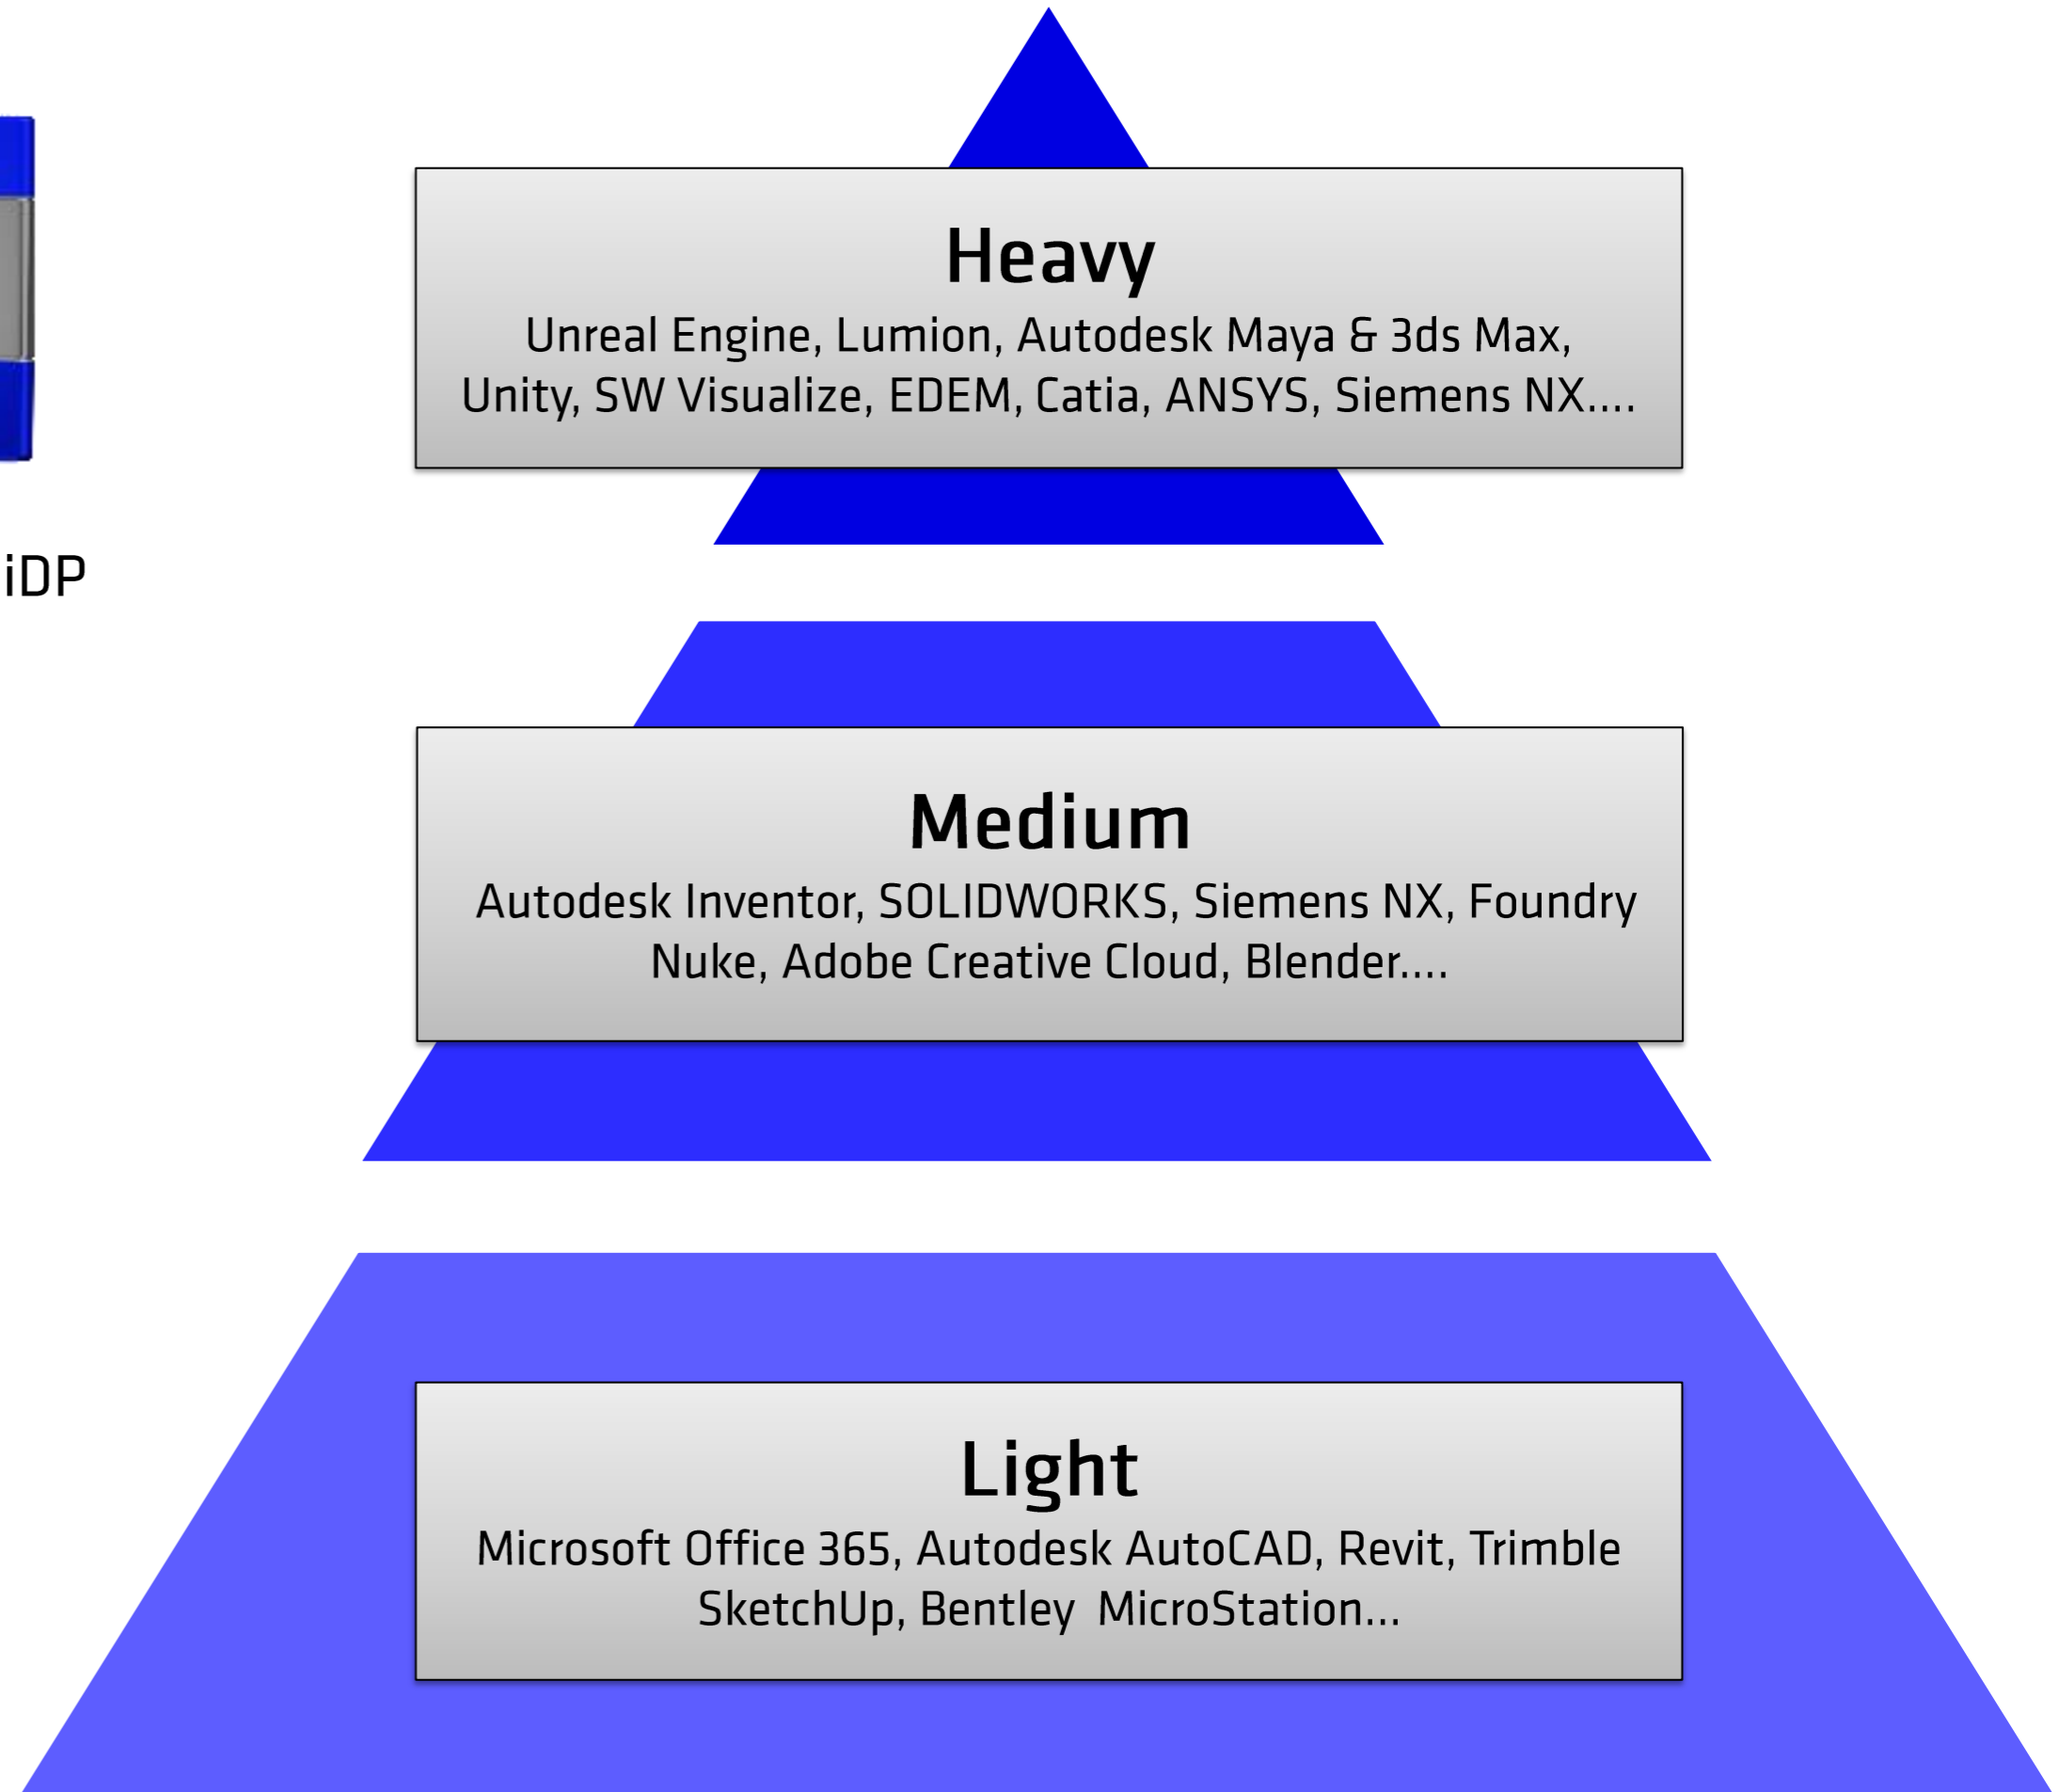 Heavy
Unreal Engine, Lumion, Autodesk Maya & 3ds Max,
Unity, SW Visualize, EDEM, Catia, ANSYS, Siemens NX....
iDP
Medium
Autodesk Inventor, SOLIDWORKS, Siemens NX, Foundry
Nuke, Adobe Creative Cloud, Blender....
Light
Microsoft Office 365, Autodesk AutoCAD, Revit, Trimble
SketchUp, Bentley  MicroStation...